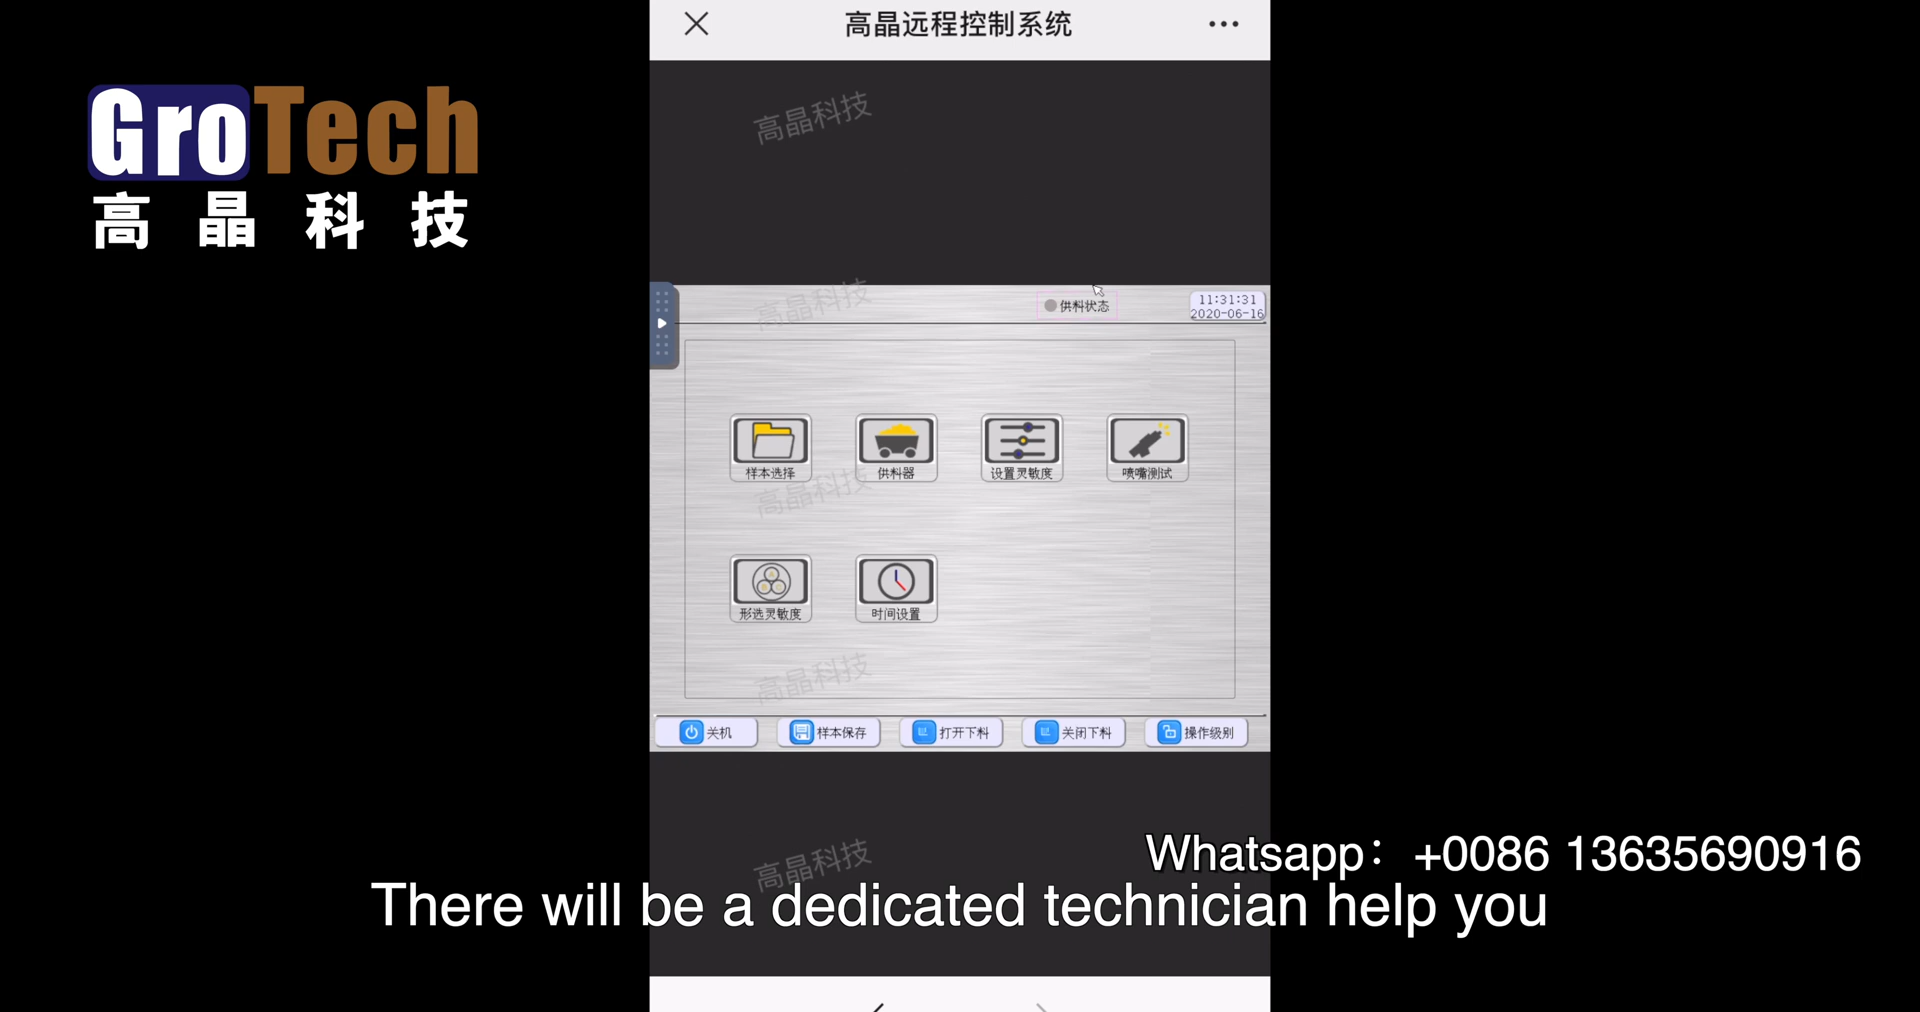 高晶远程控制系统
GroTech
高晶科技
高晶科技
高晶科技
供料状态
11:31:31
2020-06-16
样本选择
供料器
设置灵敏度
喷嘴测试
高晶科技
形选灵敏度
时间设置
高晶科技
关机
样本保存
打开下料
关闭下料
操作级别
高晶科技
Whatsapp：+0086 13635690916
There will be a dedicated technician help you